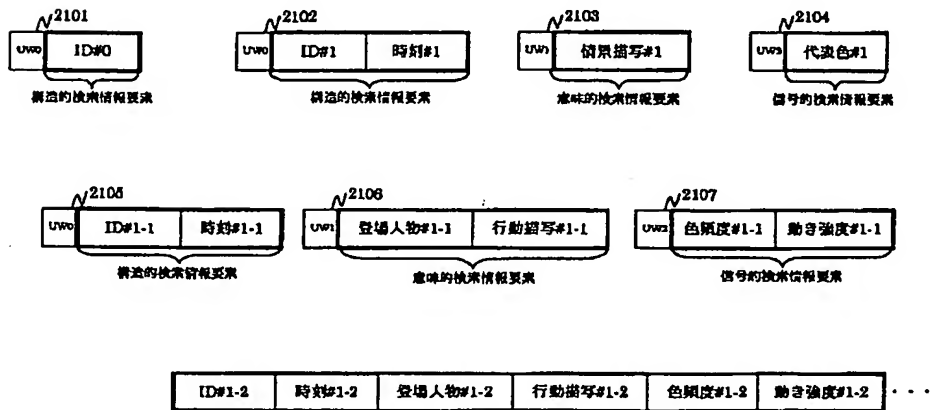 2101 2102 2103 2104
UW0 ID#0 UW0 ID#1 時刻#1 UW1 情景描写#1 代表色#1
構造的検索情報要素 構造的検索情報要素 意味的検索情報要素 信号的検索情報要素
2105 2106 2107
UW0 ID#1-1 時刻#1-1 UW1 登場人物#1-1 行動描写#1-1 UW2 色頻度#1-1 動き強度#1-1
構造的検索情報要素 意味的検索情報要素 信号的検索情報要素
ID#1-2 時刻#1-2 登場人物#1-2 行動描写#1-2 色頻度#1-2 動き強度#1-2 ・・・